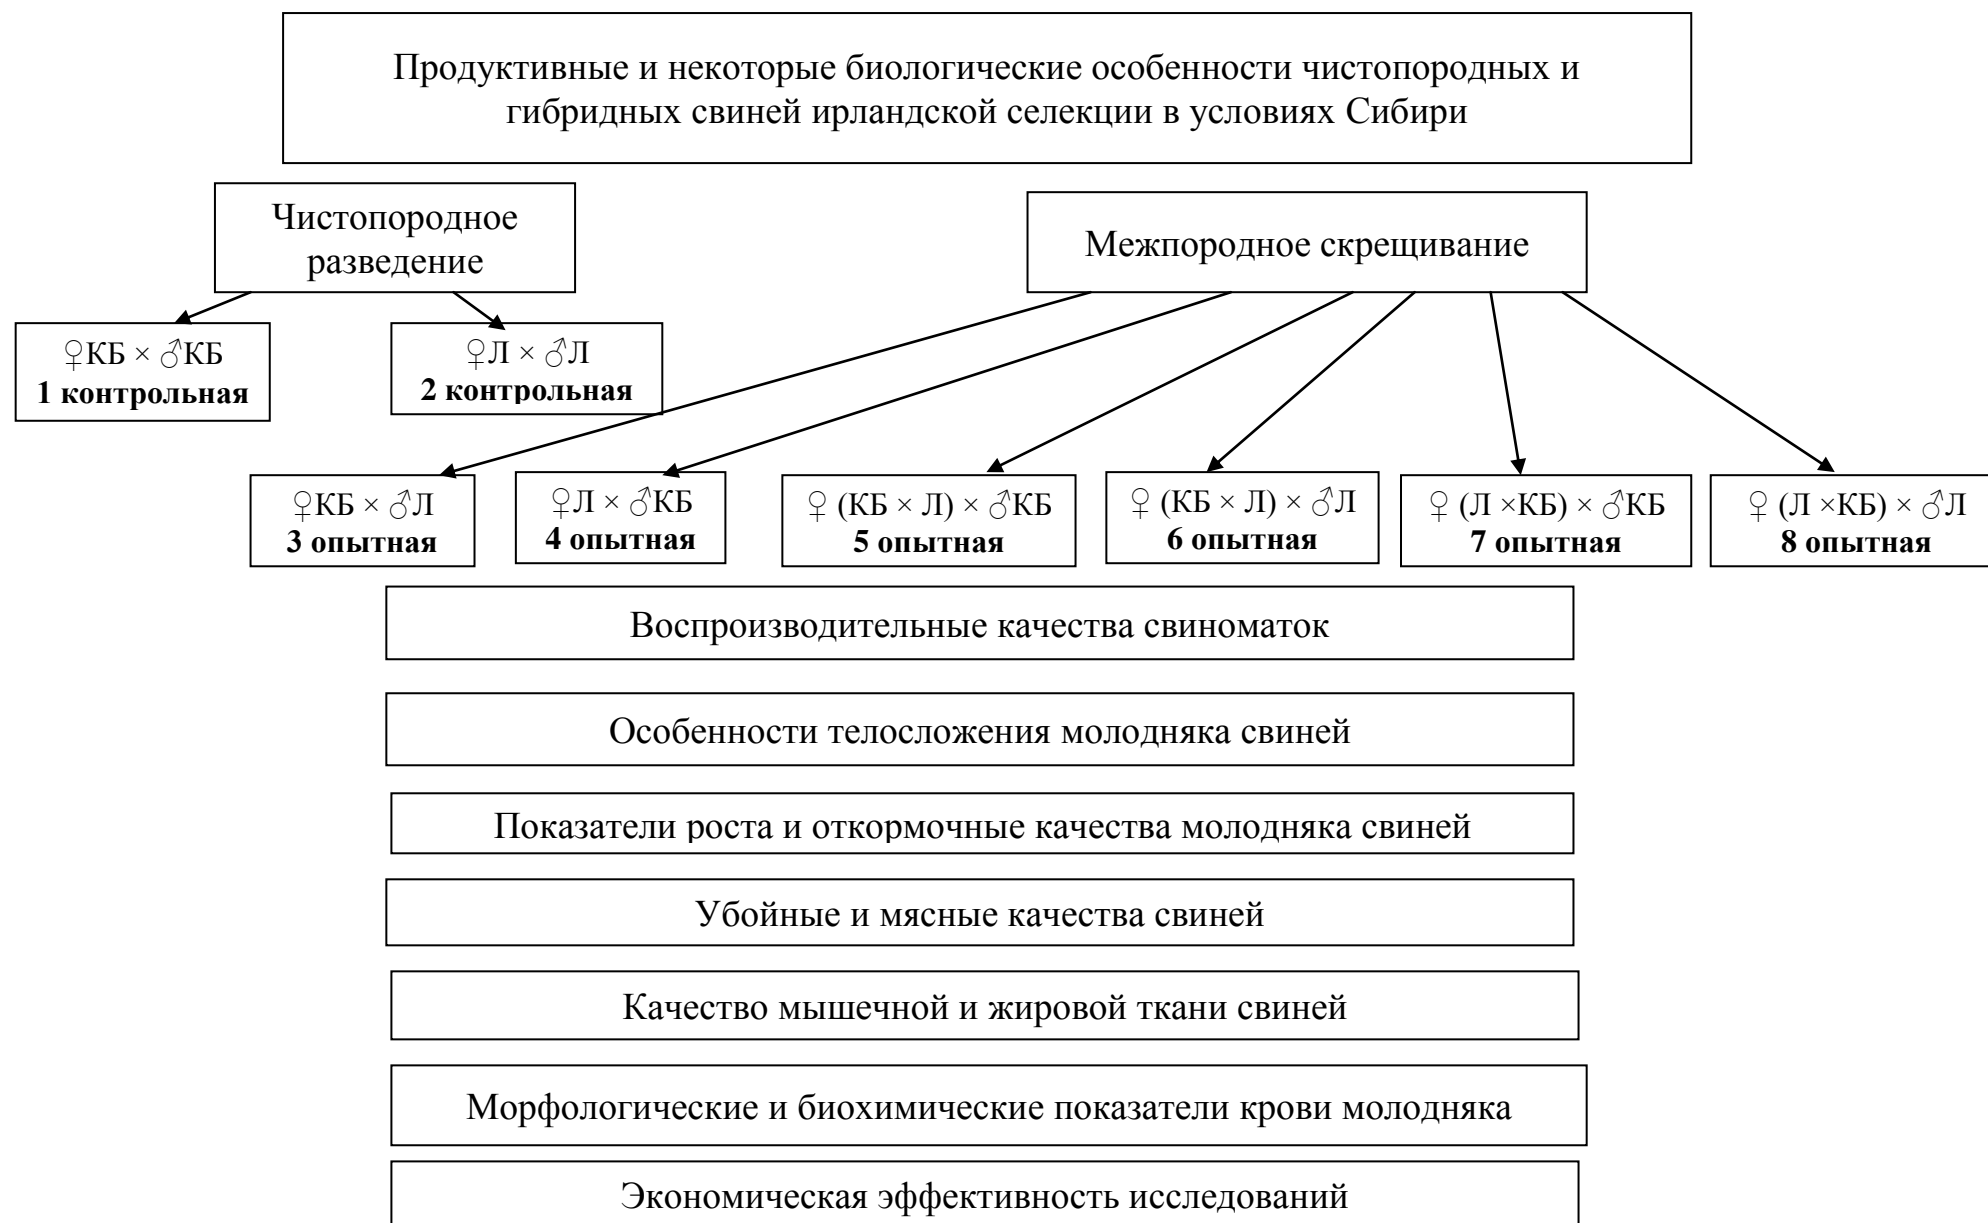 Продуктивные и некоторые биологические особенности чистопородных и
гибридных свиней ирландской селекции в условиях Сибири
Чистопородное
разведение
Межпородное скрещивание
♀КБ × ♂КБ
1 контрольная
♀Л × ♂Л
2 контрольная
♀КБ × ♂Л
3 опытная
♀Л × ♂КБ
4 опытная
♀ (КБ × Л) × ♂КБ
5 опытная
♀ (КБ × Л) × ♂Л
6 опытная
♀ (Л ×КБ) × ♂КБ
7 опытная
♀ (Л ×КБ) × ♂Л
8 опытная
Воспроизводительные качества свиноматок
Особенности телосложения молодняка свиней
Показатели роста и откормочные качества молодняка свиней
Убойные и мясные качества свиней
Качество мышечной и жировой ткани свиней
Морфологические и биохимические показатели крови молодняка
Экономическая эффективность исследований